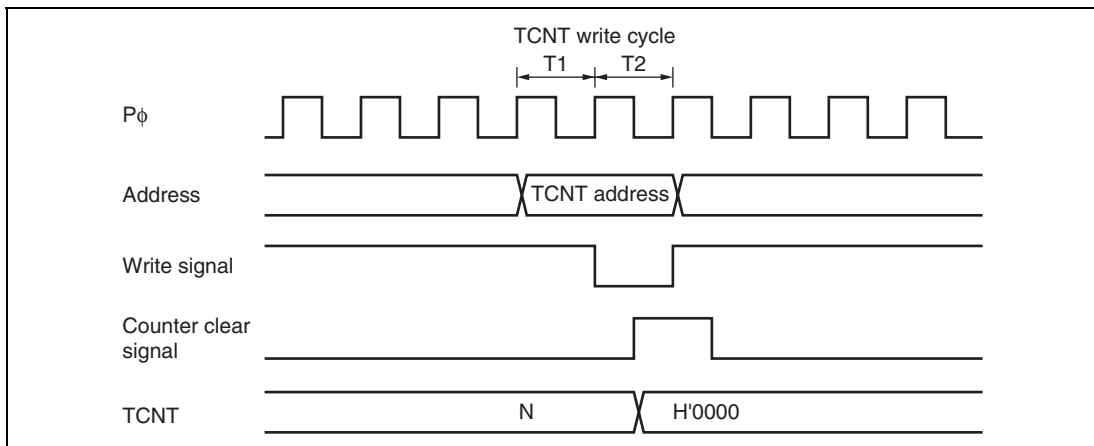 TCNT write cycle
T1 T2
Pϕ
Address
TCNT address
Write signal
Counter clear
signal
TCNT
N
H'0000